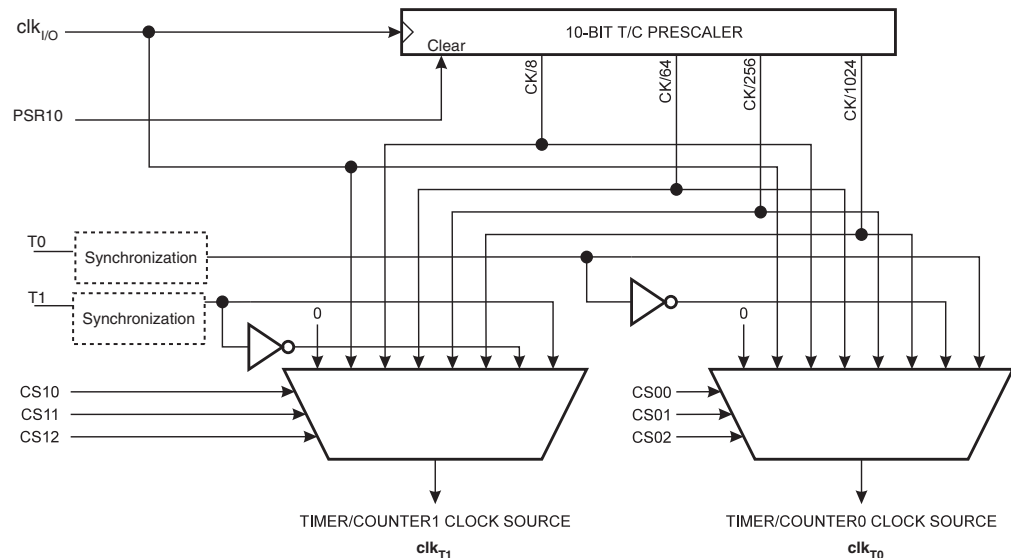 clkI/O
10-BIT T/C PRESCALER
Clear
PSR10
CK/8
CK/64
CK/256
CK/1024
T0
Synchronization
T1
Synchronization
0
0
CS10
CS11
CS12
CS00
CS01
CS02
TIMER/COUNTER1 CLOCK SOURCE
clkT1
TIMER/COUNTER0 CLOCK SOURCE
clkT0